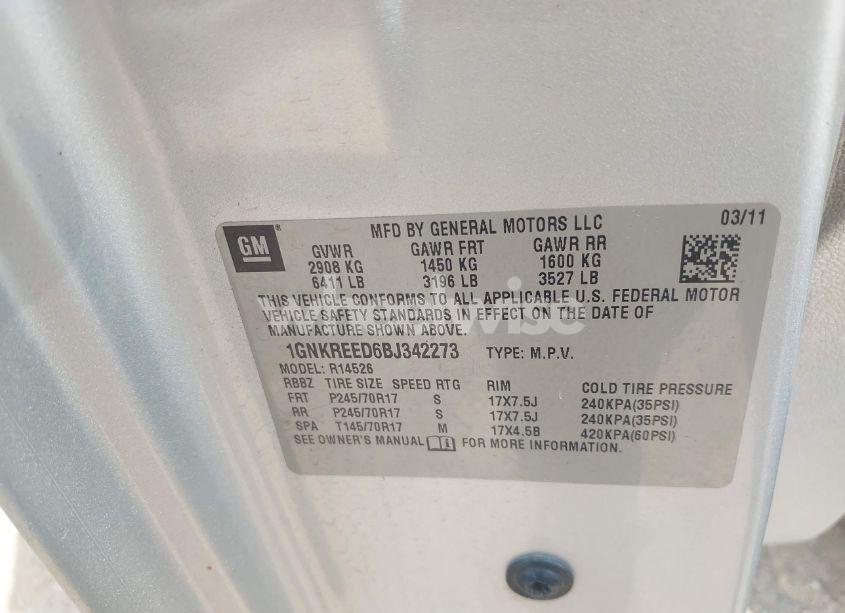 GM
MFD BY GENERAL MOTORS LLC 03/11
GVWR GAWR FRT GAWR RR
2908 KG 1450 KG 1600 KG
6411 LB 3196 LB 3527 LB
THIS VEHICLE CONFORMS TO ALL APPLICABLE U.S. FEDERAL MOTOR
VEHICLE SAFETY STANDARDS IN EFFECT ON THE DATE OF
MANUFACTURE SHOWN ABOVE.
1GNKREED6BJ342273 TYPE: M.P.V.
MODEL: R14526
RBBZ TIRE SIZE SPEED RTG RIM COLD TIRE PRESSURE
FRT P245/70R17 S 17X7.5J 240KPA(35PSI)
RR P245/70R17 S 17X7.5J 240KPA(35PSI)
SPA T145/70R17 M 17X4.5B 420KPA(60PSI)
SEE OWNER'S MANUAL FOR MORE INFORMATION.